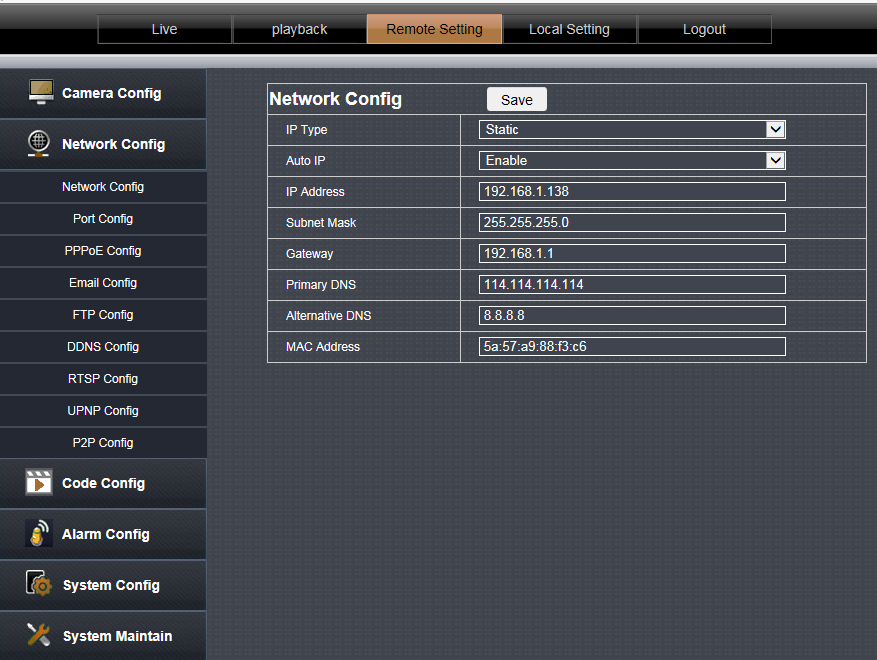 Live playback Remote Setting Local Setting Logout
Camera Config
Network Config
Network Config
Port Config
PPPoE Config
Email Config
FTP Config
DDNS Config
RTSP Config
UPNP Config
P2P Config
Code Config
Alarm Config
System Config
System Maintain
Network Config Save
IP Type Static
Auto IP Enable
IP Address 192.168.1.138
Subnet Mask 255.255.255.0
Gateway 192.168.1.1
Primary DNS 114.114.114.114
Alternative DNS 8.8.8.8
MAC Address 5a:57:a9:88:f3:c6